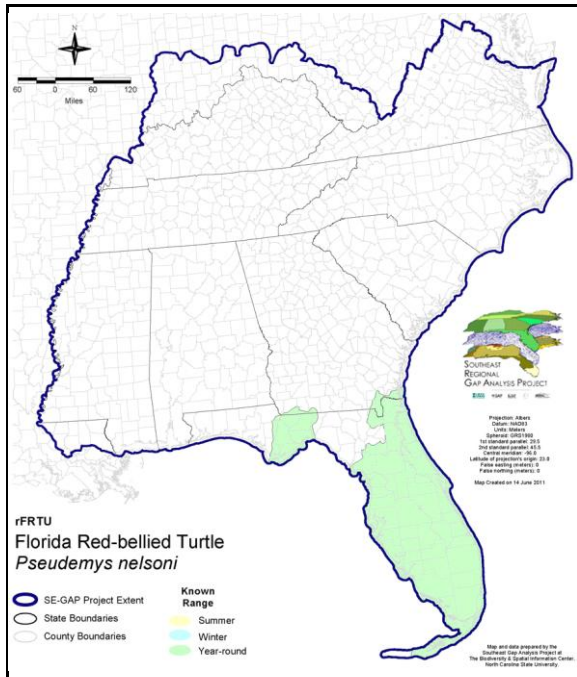 N
60 0 60 120
Miles
SOUTHEAST
REGIONAL
GAP ANALYSIS PROJECT
Projection: Albers
Datum: NAD83
Units: Meters
Spheroid: GRS1980
1st standard parallel: 29.5
2nd standard parallel: 45.5
Central meridian: -96.0
Latitude of projection's origin: 23.0
False easting (meters): 0
False northing (meters): 0
Map Created on 14 June 2011
rFRTU
Florida Red-bellied Turtle
Pseudemys nelsoni
SE-GAP Project Extent
State Boundaries
County Boundaries
Known
Range
Summer
Winter
Year-round
Map and data prepared by the
Southeast Gap Analysis Project at
The Biodiversity & Spatial Information Center,
North Carolina State University.